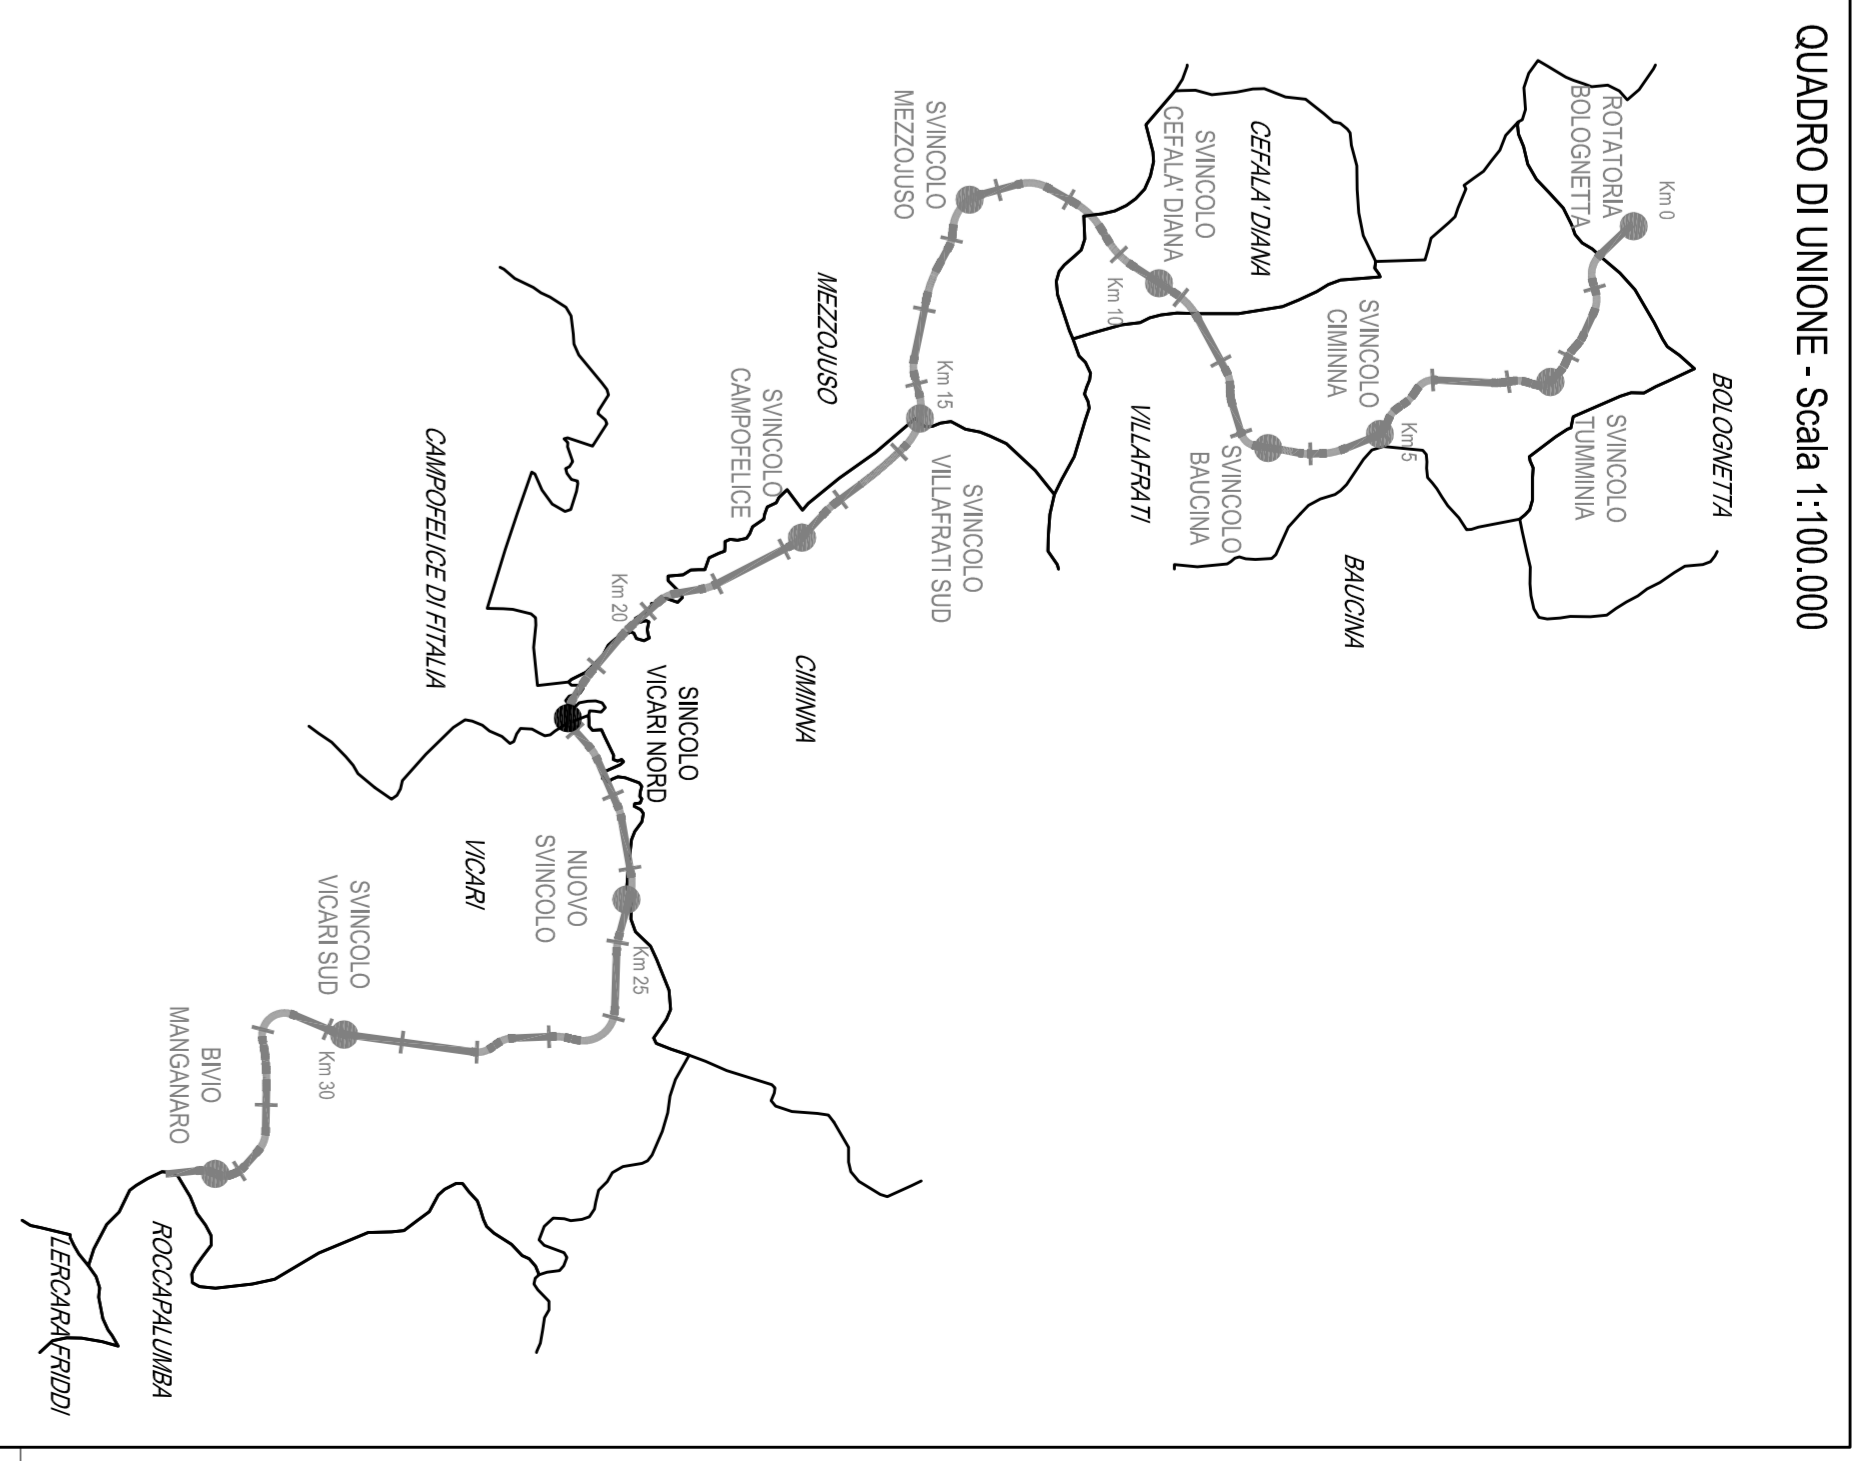 QUADRO DI UNIONE - Scala 1:100.000
Km 0
ROTATORIA
BOLOGNETTA
BOLOGNETTA
SVINCOLO
TUMMINIA
Km 5
SVINCOLO
CIMINNA
BAUCINA
SVINCOLO
BAUCINA
CEFALA' DIANA
SVINCOLO
CEFALA' DIANA
Km 10
VILLAFRATI
SVINCOLO
MEZZOJUSO
Km 15
SVINCOLO
VILLAFRATI SUD
MEZZOJUSO
SVINCOLO
CAMPOFELICE
CIMINNA
Km 20
SINCOLO
VICARI NORD
CAMPOFELICE DI FITALIA
NUOVO
SVINCOLO
Km 25
VICARI
SVINCOLO
VICARI SUD
Km 30
BIVIO
MANGANARO
ROCCAPALUMBA
LERCARA FRIDDI